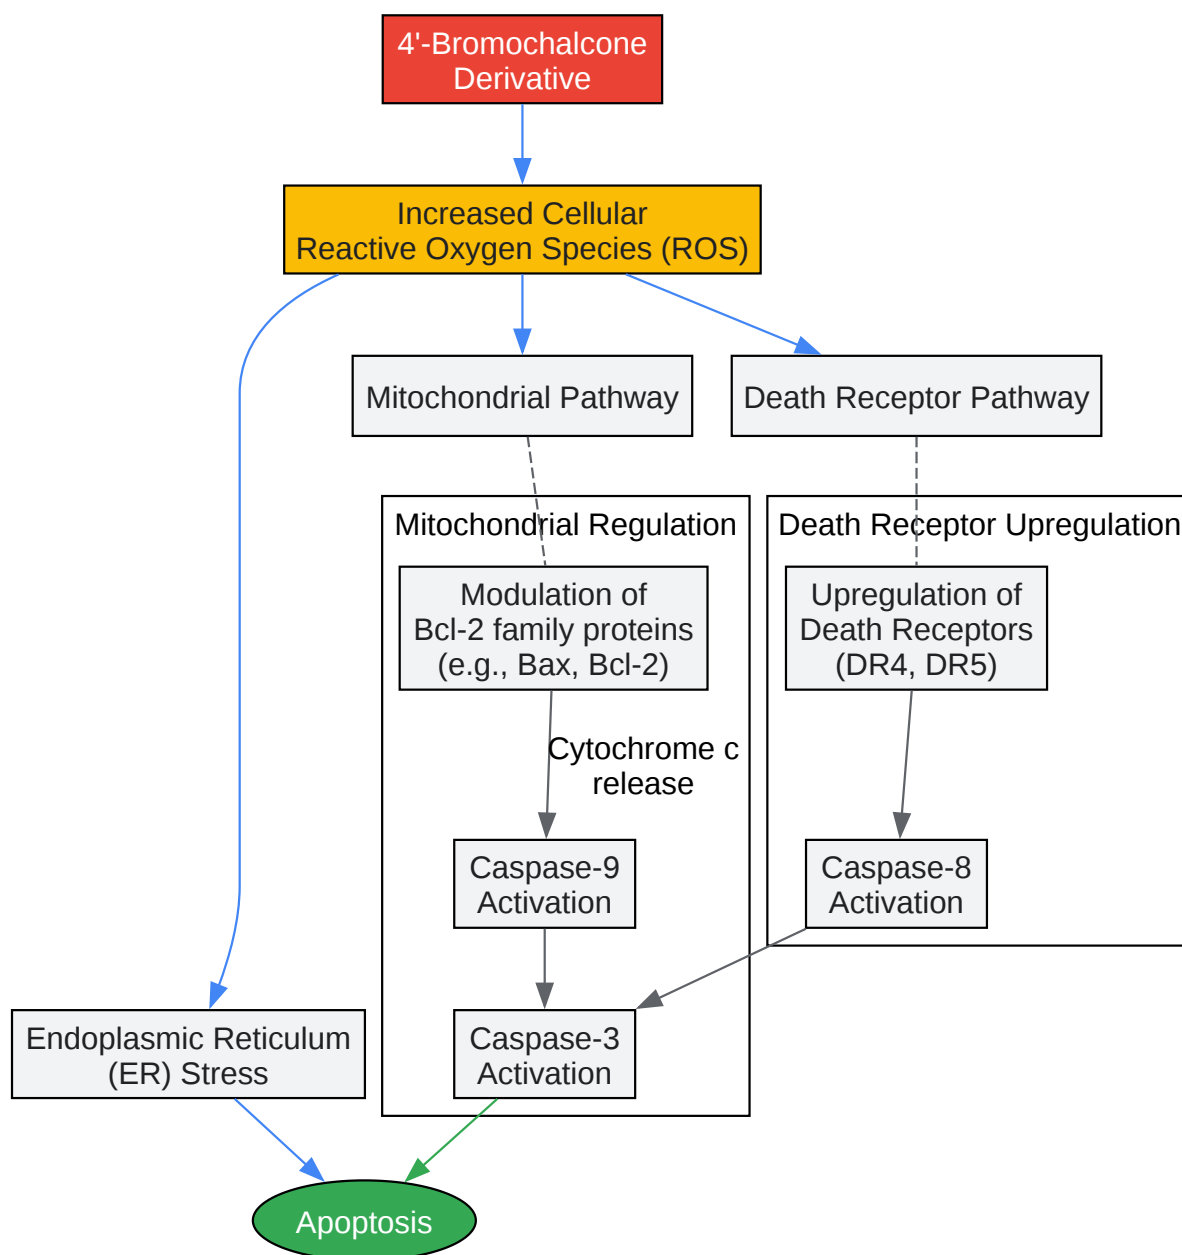 4'-Bromochalcone
Derivative
Increased Cellular
Reactive Oxygen Species (ROS)
Mitochondrial Pathway
Death Receptor Pathway
Mitochondrial Regulation
Death Receptor Upregulation
Modulation of
Bcl-2 family proteins
(e.g., Bax, Bcl-2)
Upregulation of
Death Receptors
(DR4, DR5)
Cytochrome c
release
Caspase-9
Activation
Caspase-8
Activation
Endoplasmic Reticulum
(ER) Stress
Caspase-3
Activation
Apoptosis